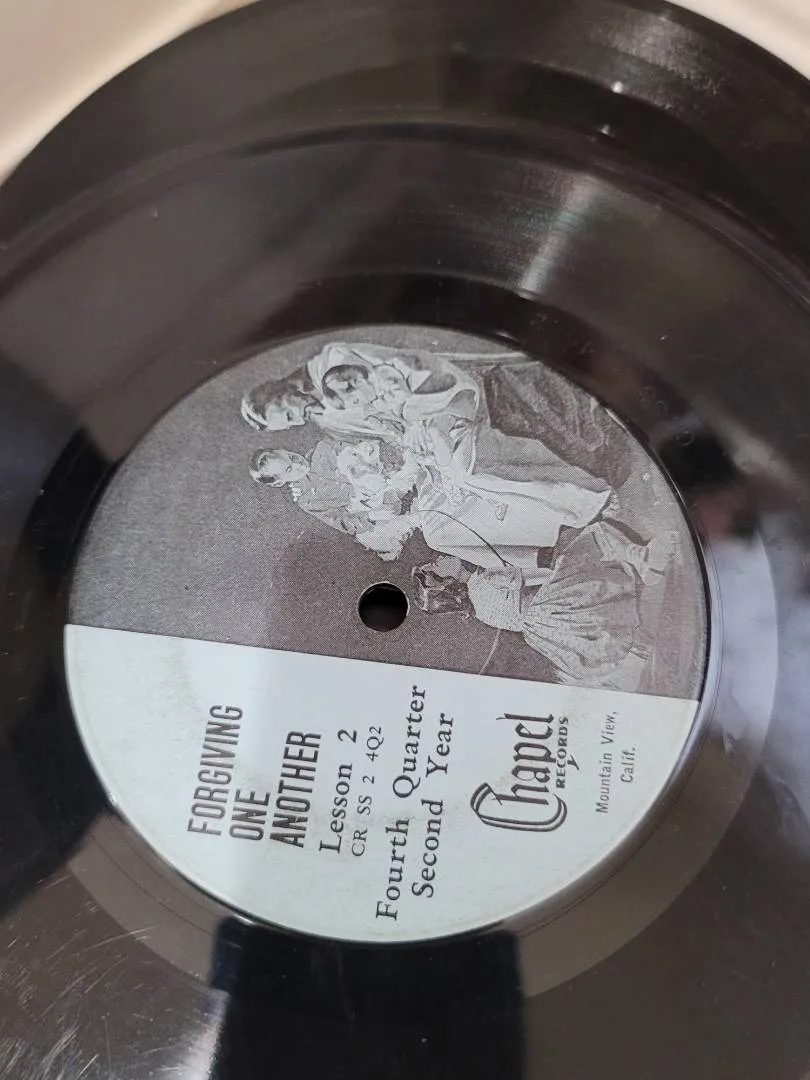 FORGIVING
ONE
ANOTHER
Lesson 2
CR SS 2 4Q2
Fourth Quarter
Second Year
Chapel
RECORDS
Mountain View,
Calif.